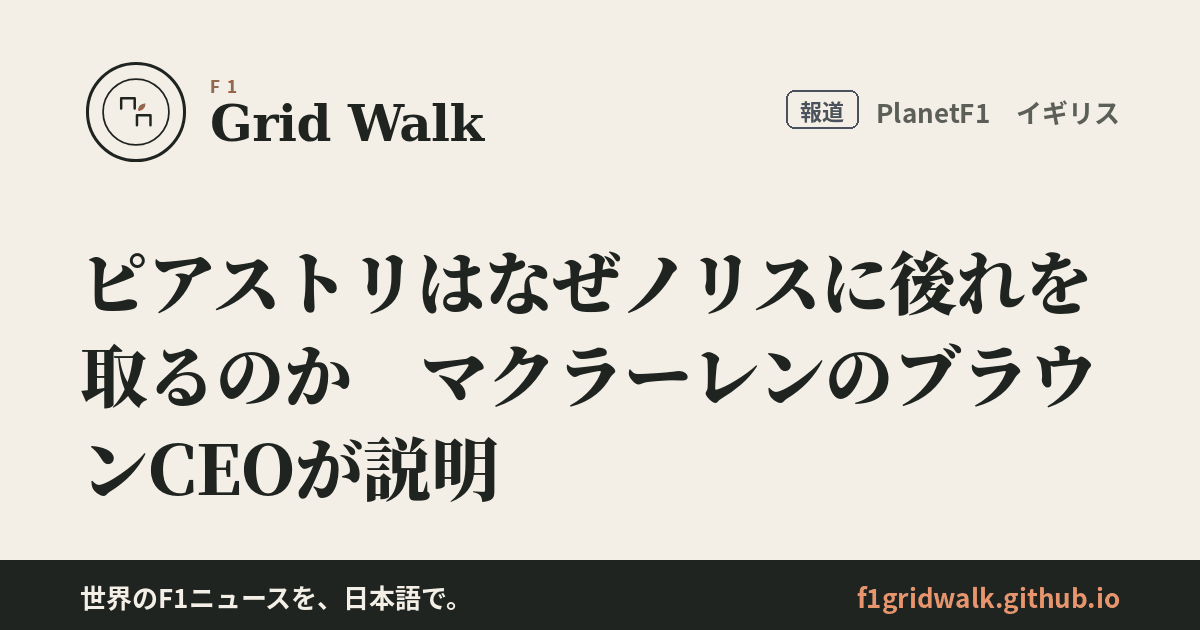 F1
Grid Walk
報道 PlanetF1　イギリス
ピアストリはなぜノリスに後れを
取るのか　マクラーレンのブラウ
ンCEOが説明
世界のF1ニュースを、日本語で。
f1gridwalk.github.io